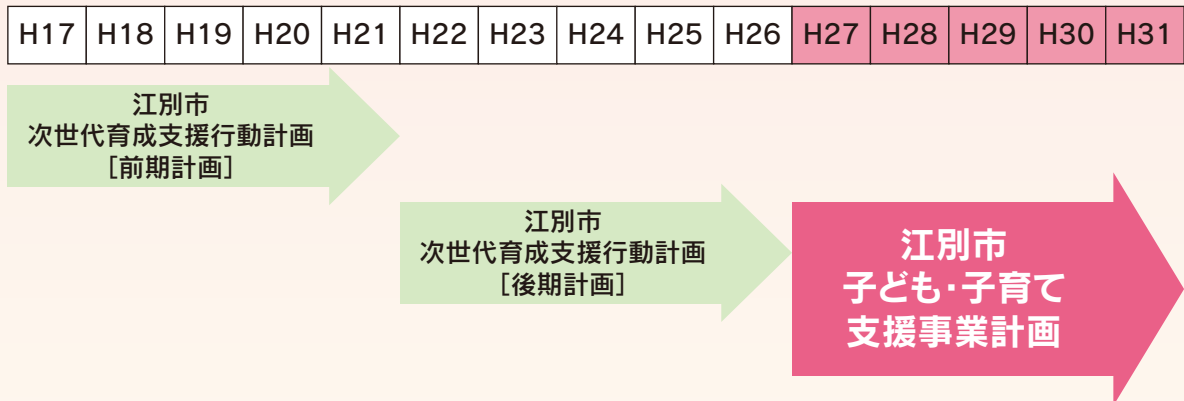 H17 H18 H19 H20 H21 H22 H23 H24 H25 H26 H27 H28 H29 H30 H31
江別市
次世代育成支援行動計画
［前期計画］
江別市
次世代育成支援行動計画
［後期計画］
江別市
子ども・子育て
支援事業計画